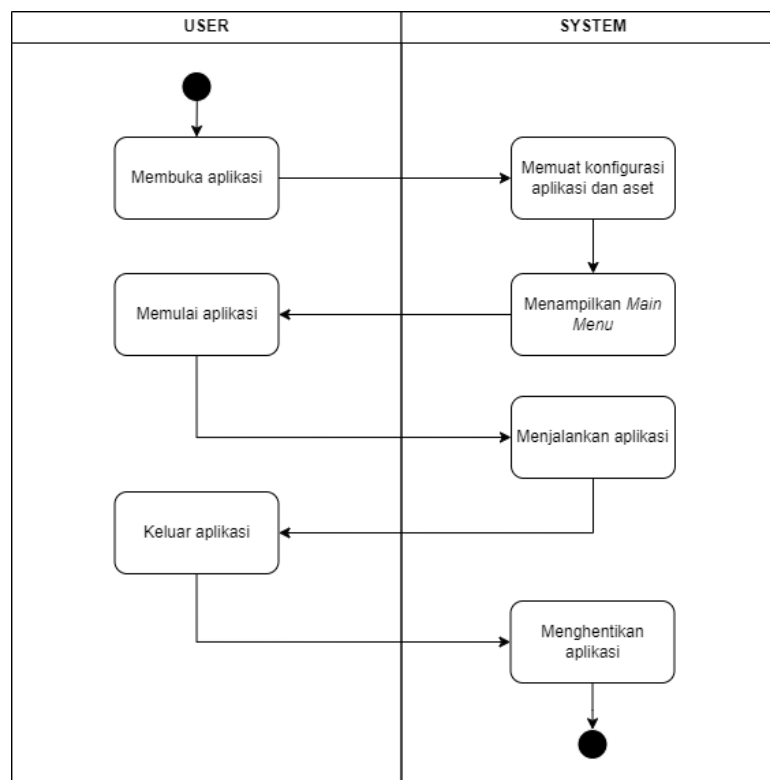 USER
SYSTEM
Membuka aplikasi
Memuat konfigurasi
aplikasi dan aset
Memulai aplikasi
Menampilkan Main
Menu
Menjalankan aplikasi
Keluar aplikasi
Menghentikan
aplikasi